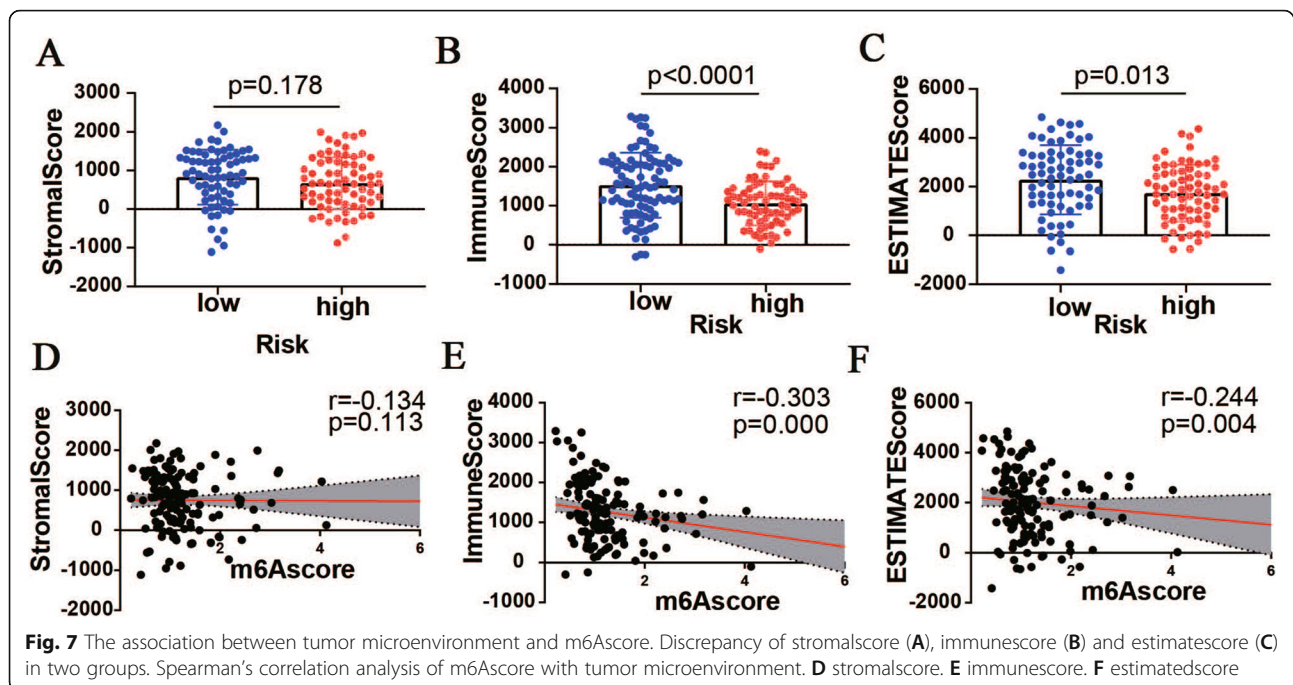 A
p=0.178
StromalScore
3000
2000
1000
0
-1000
-2000
low
high
Risk
B
p<0.0001
ImmuneScore
4000
3000
2000
1000
0
-1000
low
high
Risk
C
p=0.013
ESTIMATEScore
6000
4000
2000
0
-2000
low
high
Risk
D
r=-0.134
p=0.113
StromalScore
3000
2000
1000
0
-1000
-2000
2
4
6
m6Ascore
E
r=-0.303
p=0.000
ImmuneScore
4000
3000
2000
1000
0
-1000
2
4
6
m6Ascore
F
r=-0.244
p=0.004
ESTIMATEScore
6000
4000
2000
0
-2000
2
4
6
m6Ascore
Fig. 7 The association between tumor microenvironment and m6Ascore. Discrepancy of stromalscore (A), immunescore (B) and estimatescore (C)
in two groups. Spearman's correlation analysis of m6Ascore with tumor microenvironment. D stromalscore. E immunescore. F estimatedscore